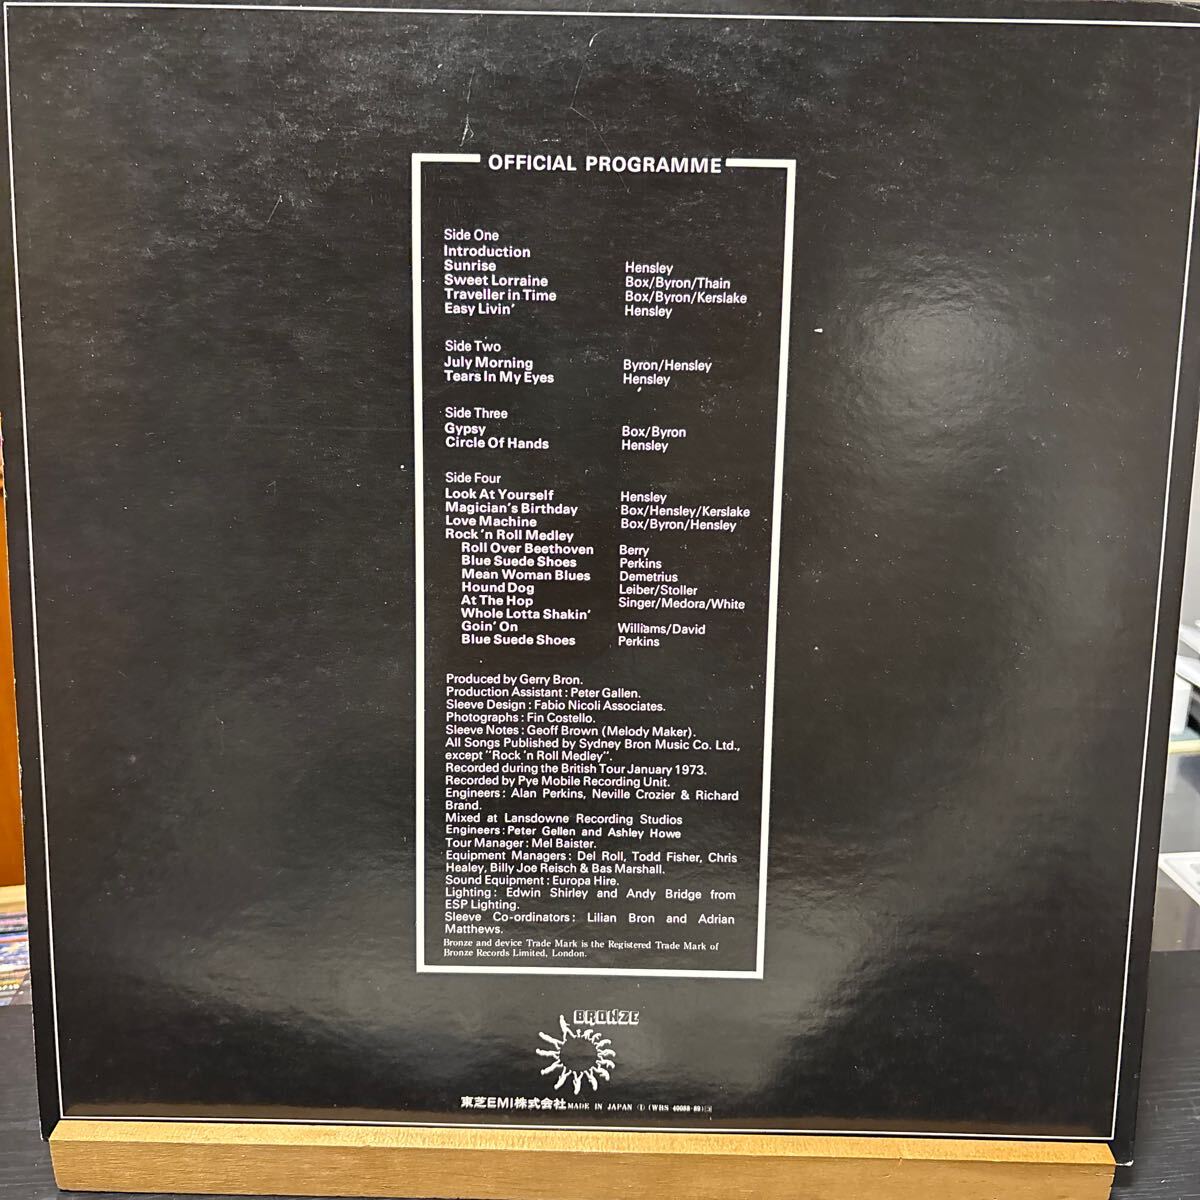 OFFICIAL PROGRAMME
Side One
Introduction
Sunrise Hensley
Sweet Lorraine Box/Byron/Thain
Traveller in Time Box/Byron/Kerslake
Easy Livin' Hensley
Side Two
July Morning Byron/Hensley
Tears In My Eyes Hensley
Side Three
Gypsy Box/Byron
Circle Of Hands Hensley
Side Four
Look At Yourself Hensley
Magician's Birthday Box/Hensley/Kerslake
Love Machine Box/Byron/Hensley
Rock 'n Roll Medley
Roll Over Beethoven Berry
Blue Suede Shoes Perkins
Mean Woman Blues Demetrius
Hound Dog Leiber/Stoller
At The Hop Singer/Medora/White
Whole Lotta Shakin'
Goin' On Williams/David
Blue Suede Shoes Perkins
Produced by Gerry Bron.
Production Assistant : Peter Gallen.
Sleeve Design : Fabio Nicoli Associates.
Photographs : Fin Costello.
Sleeve Notes : Geoff Brown (Melody Maker).
All Songs Published by Sydney Bron Music Co. Ltd.,
except "Rock 'n Roll Medley".
Recorded during the British Tour January 1973.
Recorded by Pye Mobile Recording Unit.
Engineers : Alan Perkins, Neville Crozier & Richard
Brand.
Mixed at Lansdowne Recording Studios
Engineers : Peter Gellen and Ashley Howe
Tour Manager : Mel Baister.
Equipment Managers : Del Roll, Todd Fisher, Chris
Healey, Billy Joe Reisch & Bas Marshall.
Sound Equipment : Europa Hire.
Lighting : Edwin Shirley and Andy Bridge from
ESP Lighting.
Sleeve Co-ordinators : Lilian Bron and Adrian
Matthews.
Bronze and device Trade Mark is the Registered Trade Mark of
Bronze Records Limited, London.
BRONZE
東芝EMI株式会社 MADE IN JAPAN Ⓘ (WBS 40088·89)